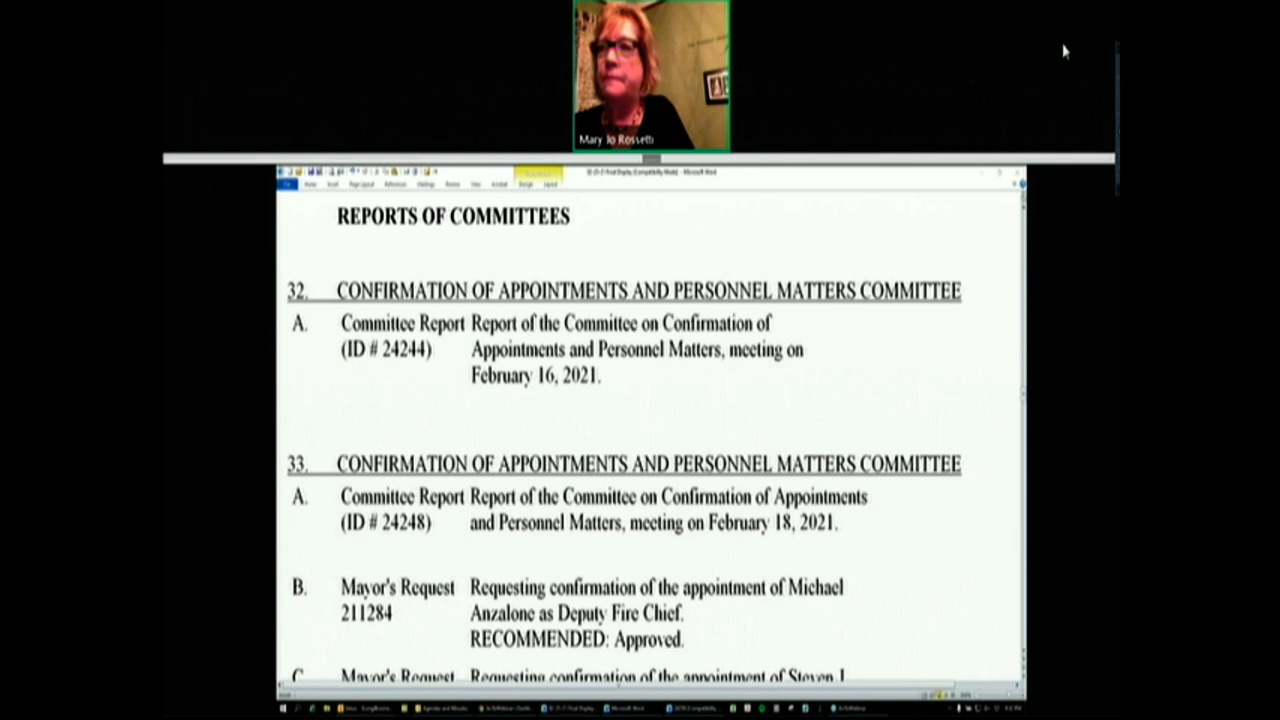 Mary Jo Rossetti
REPORTS OF COMMITTEES
32. CONFIRMATION OF APPOINTMENTS AND PERSONNEL MATTERS COMMITTEE
A. Committee Report Report of the Committee on Confirmation of
(ID # 24244) Appointments and Personnel Matters, meeting on
February 16, 2021.
33. CONFIRMATION OF APPOINTMENTS AND PERSONNEL MATTERS COMMITTEE
A. Committee Report Report of the Committee on Confirmation of Appointments
(ID # 24248) and Personnel Matters, meeting on February 18, 2021.
B. Mayor's Request Requesting confirmation of the appointment of Michael
211284 Anzalone as Deputy Fire Chief.
RECOMMENDED: Approved.
C Mayor's Request Requesting confirmation of the appointment of Steven J